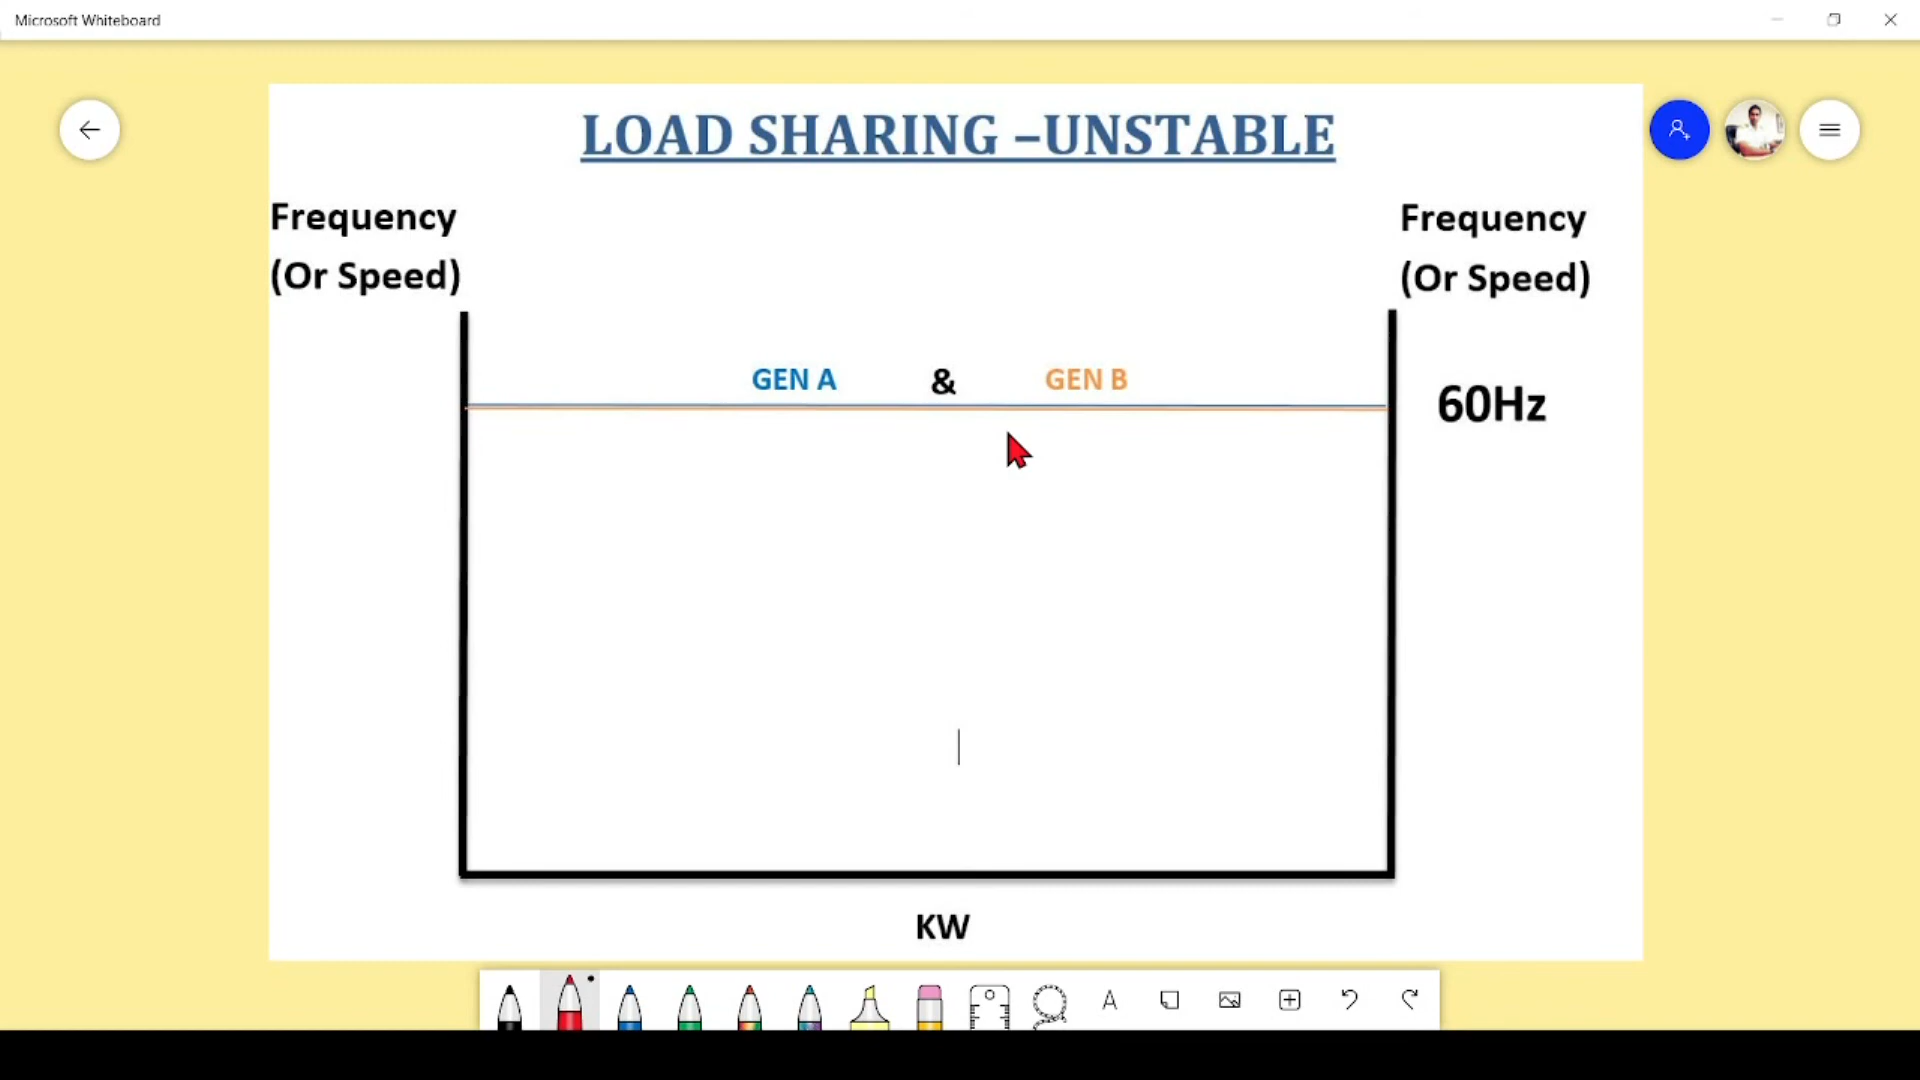 Microsoft Whiteboard
LOAD SHARING –UNSTABLE
Frequency
(Or Speed)
Frequency
(Or Speed)
GEN A & GEN B
60Hz
KW